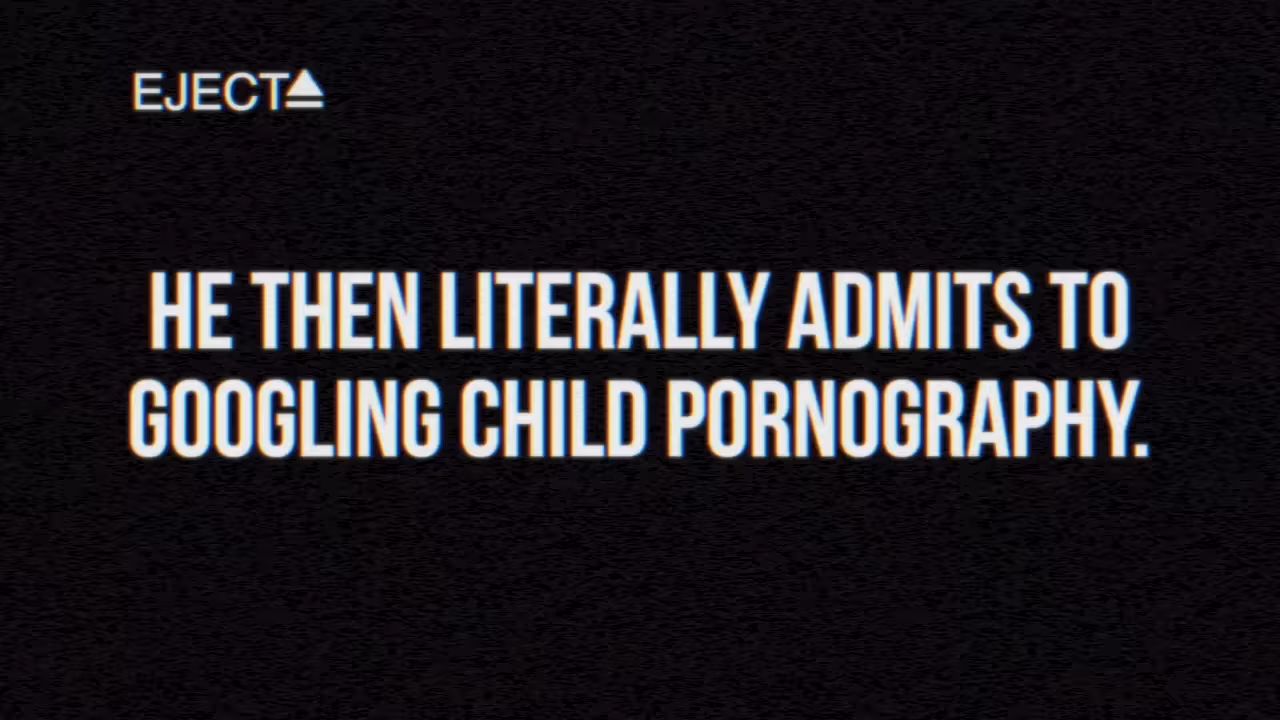 EJECT⏏
HE THEN LITERALLY ADMITS TO
GOOGLING CHILD PORNOGRAPHY.